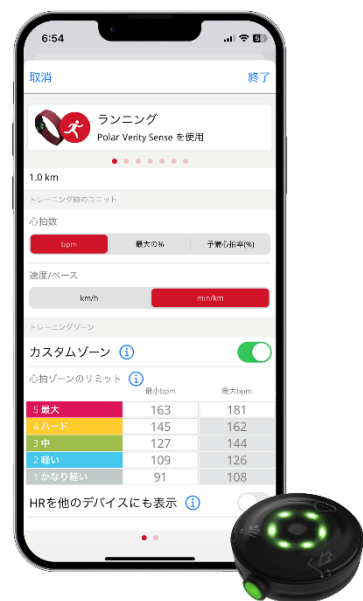 6:54
取消
終了
ランニング
Polar Verity Sense を使用
1.0 km
トレーニング時のユニット
心拍数
bpm 最大の% 予備心拍率(%)
速度/ペース
km/h min/km
トレーニングゾーン
カスタムゾーン
心拍ゾーンのリミット
最小bpm 最大bpm
5 最大 163 181
4 ハード 145 162
3 中 127 144
2 軽い 109 126
1 かなり軽い 91 108
HRを他のデバイスにも表示